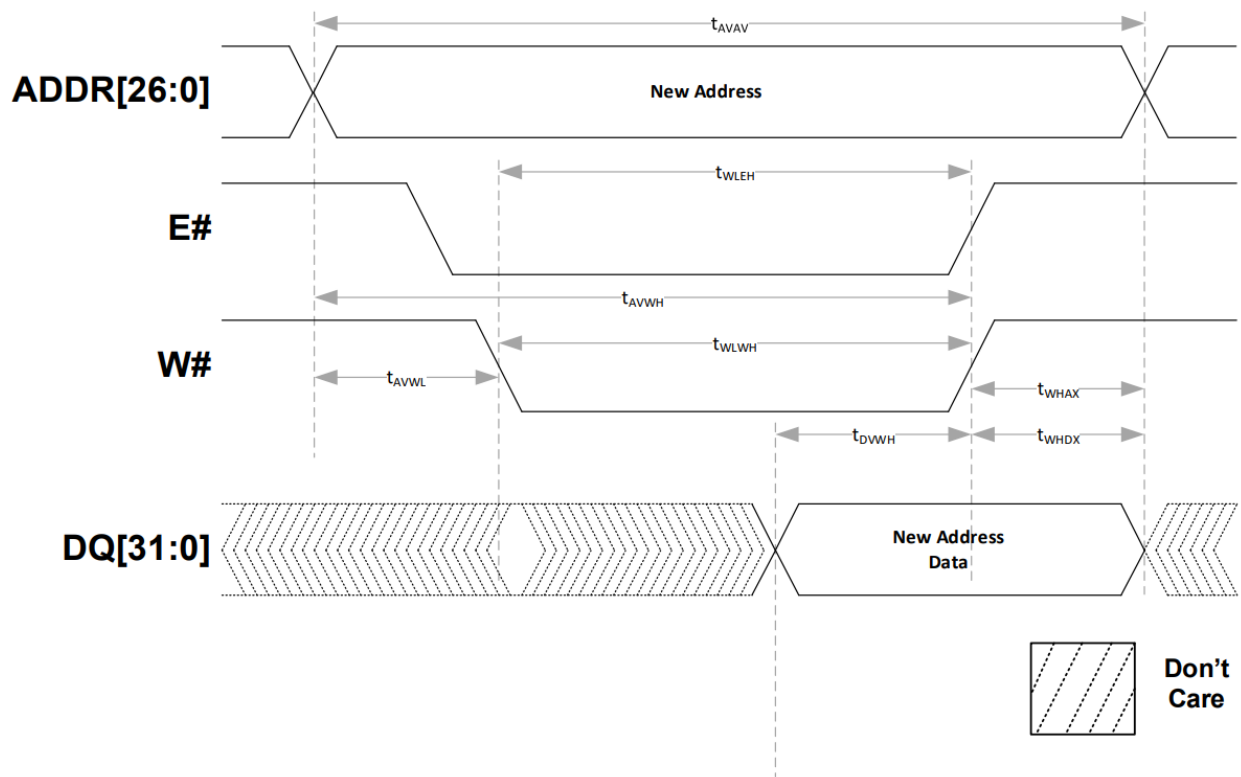 tAVAV
ADDR[26:0]
New Address
tWLEH
E#
tAVWH
W#
tWLWH
tAVWL
tWHAX
tDVWH
tWHDX
DQ[31:0]
New Address
Data
Don't
Care